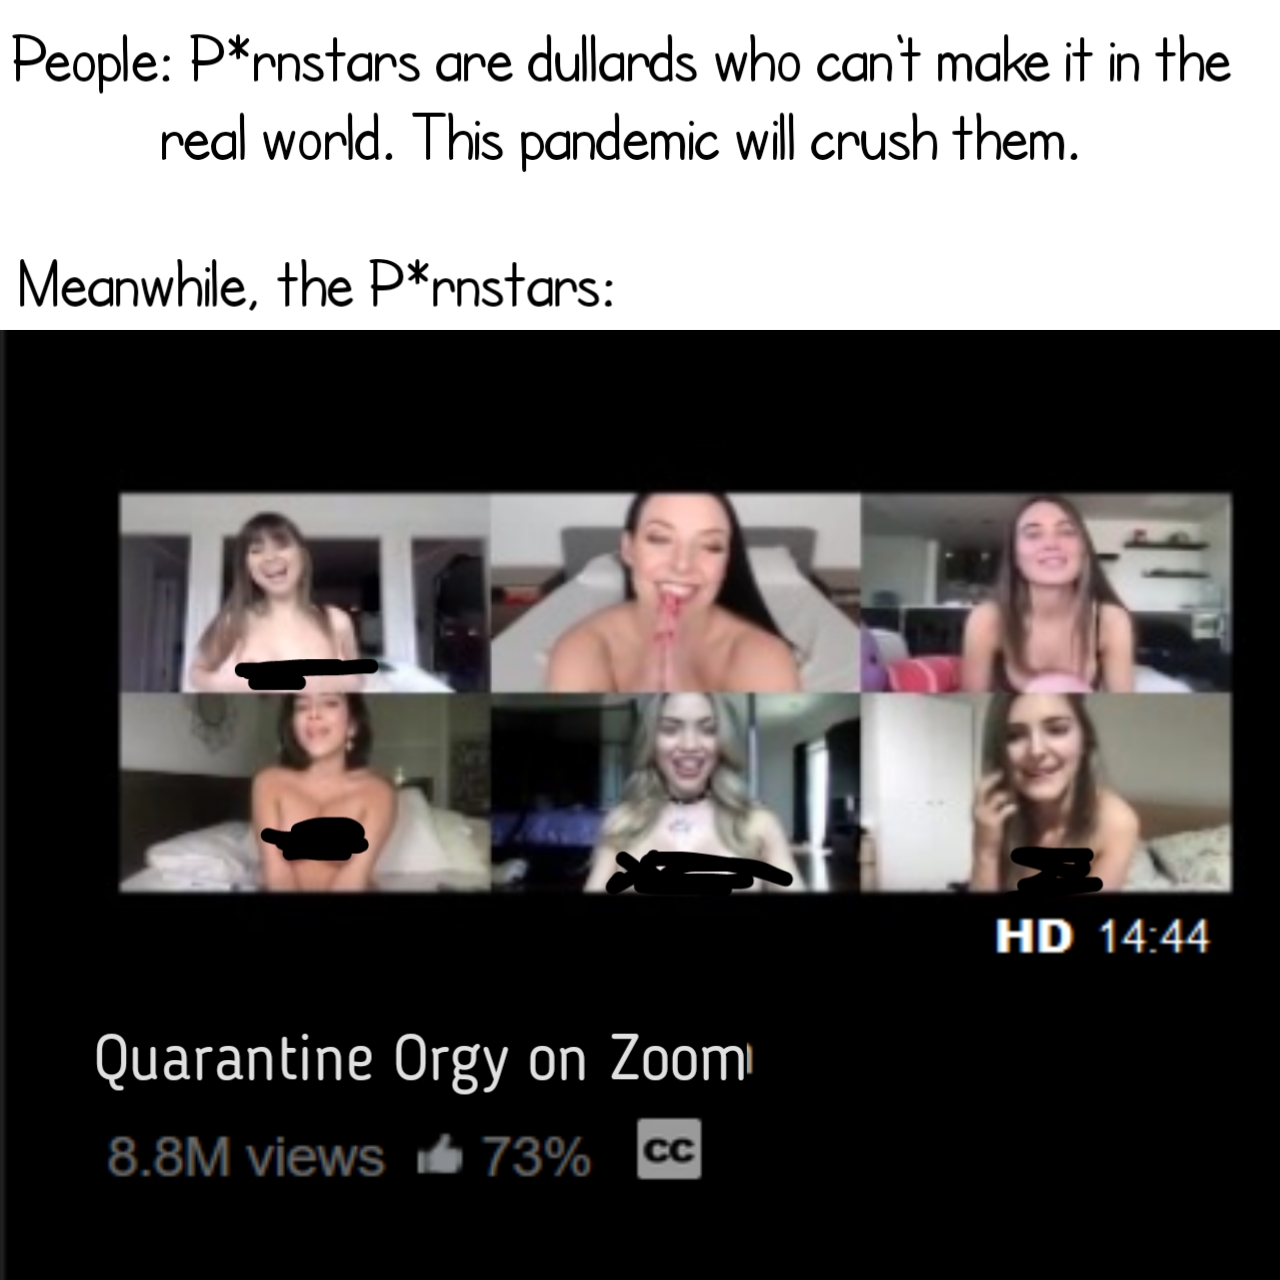 People: P*rnstars are dullards who can't make it in the
real world. This pandemic will crush them.
Meanwhile, the P*rnstars:
HD 14:44
Quarantine Orgy on Zoom
8.8M views 73% CC